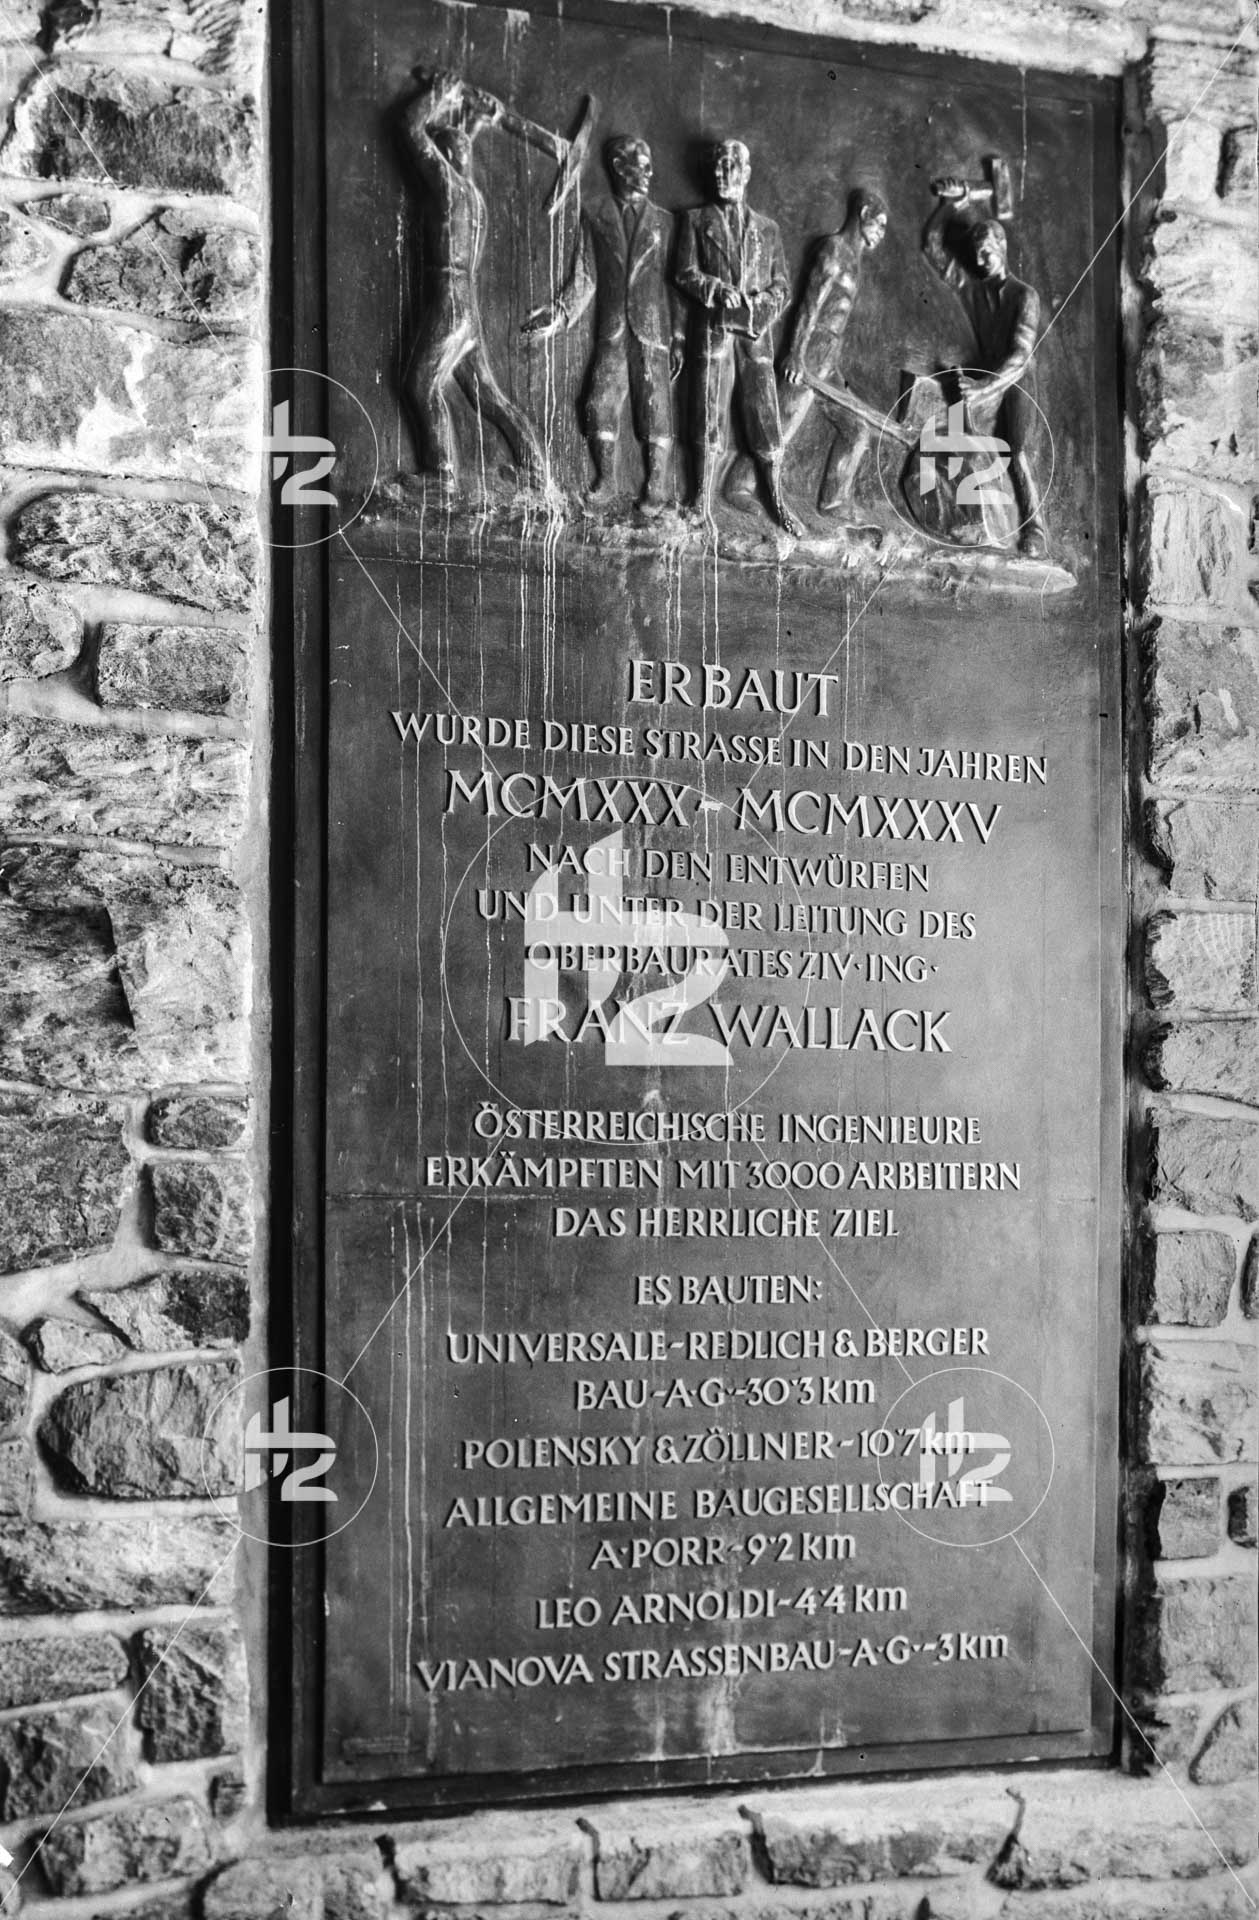 ERBAUT
WURDE DIESE STRASSE IN DEN JAHREN
MCMXXX-MCMXXXV
NACH DEN ENTWÜRFEN
UND UNTER DER LEITUNG DES
OBERBAURATES ZIV·ING·
FRANZ WALLACK
ÖSTERREICHISCHE INGENIEURE
ERKÄMPFTEN MIT 3000 ARBEITERN
DAS HERRLICHE ZIEL
ES BAUTEN:
UNIVERSALE-REDLICH & BERGER
BAU-A·G·-30·3 km
POLENSKY & ZÖLLNER-10·7 km
ALLGEMEINE BAUGESELLSCHAFT
A·PORR-9·2 km
LEO ARNOLDI-4·4 km
VIANOVA STRASSENBAU-A·G·-3 km